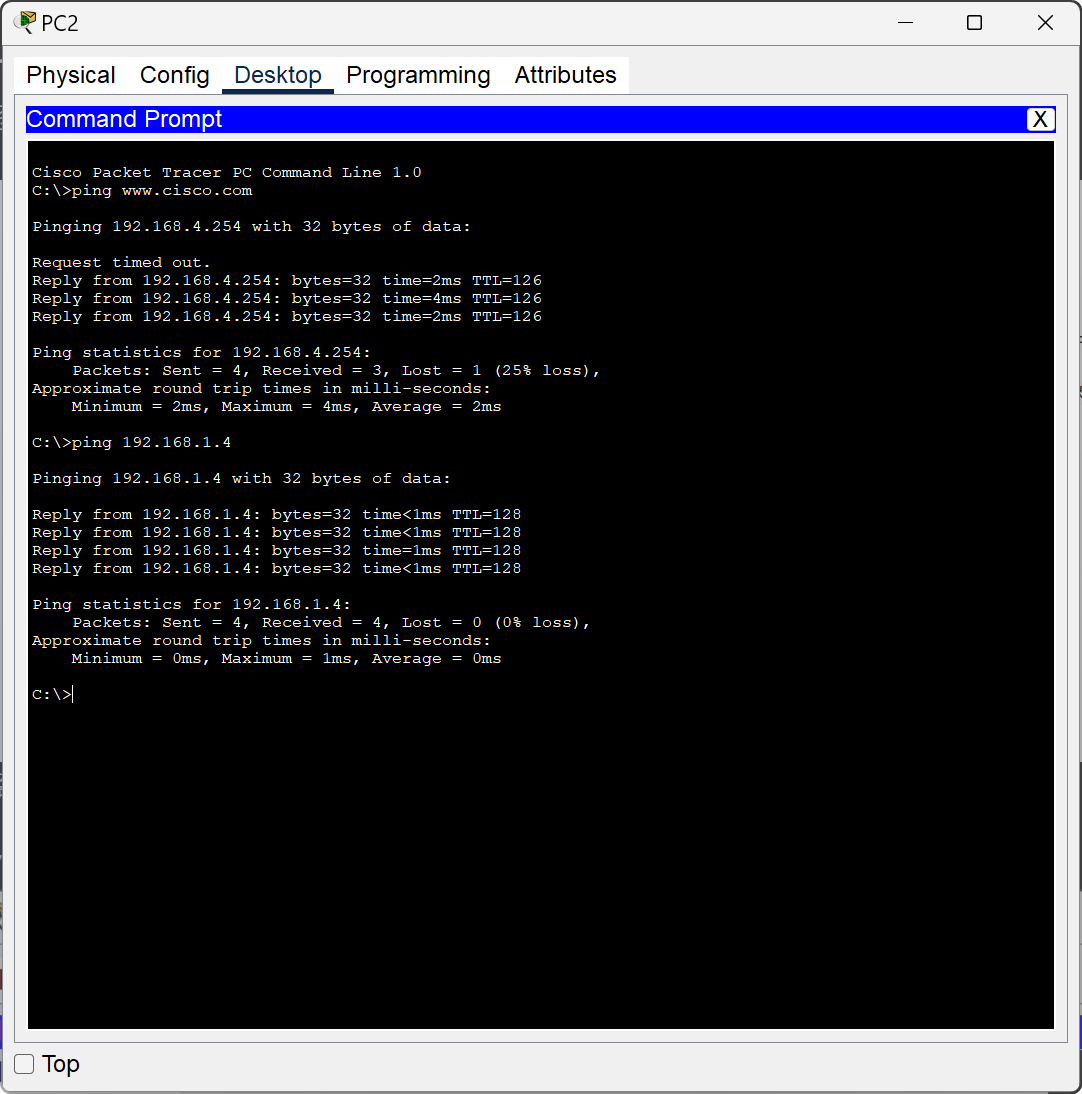 PC2
Physical Config Desktop Programming Attributes
Command Prompt X
Cisco Packet Tracer PC Command Line 1.0
C:\>ping www.cisco.com
Pinging 192.168.4.254 with 32 bytes of data:
Request timed out.
Reply from 192.168.4.254: bytes=32 time=2ms TTL=126
Reply from 192.168.4.254: bytes=32 time=4ms TTL=126
Reply from 192.168.4.254: bytes=32 time=2ms TTL=126
Ping statistics for 192.168.4.254:
    Packets: Sent = 4, Received = 3, Lost = 1 (25% loss),
Approximate round trip times in milli-seconds:
    Minimum = 2ms, Maximum = 4ms, Average = 2ms
C:\>ping 192.168.1.4
Pinging 192.168.1.4 with 32 bytes of data:
Reply from 192.168.1.4: bytes=32 time<1ms TTL=128
Reply from 192.168.1.4: bytes=32 time<1ms TTL=128
Reply from 192.168.1.4: bytes=32 time=1ms TTL=128
Reply from 192.168.1.4: bytes=32 time<1ms TTL=128
Ping statistics for 192.168.1.4:
    Packets: Sent = 4, Received = 4, Lost = 0 (0% loss),
Approximate round trip times in milli-seconds:
    Minimum = 0ms, Maximum = 1ms, Average = 0ms
C:\>
Top